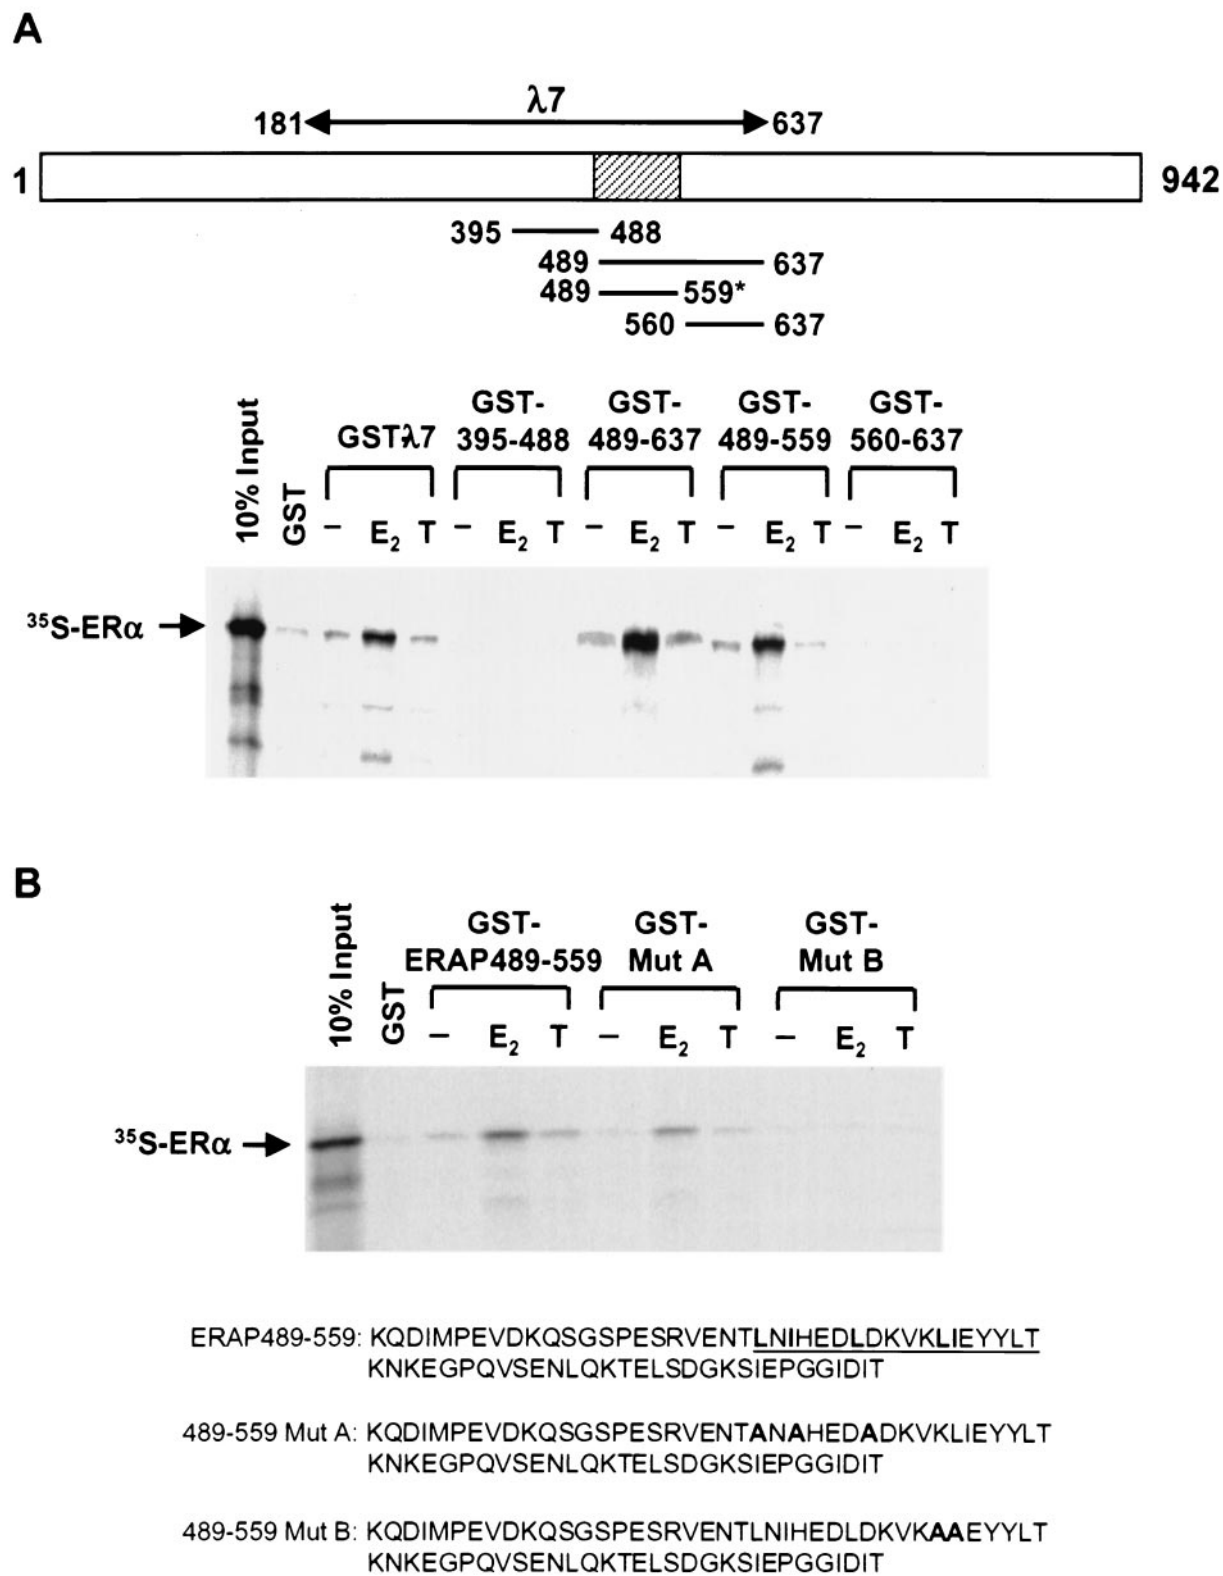 A
λ7
181 637
1 942
395 488
489 637
489 559*
560 637
10% Input
GST
GSTλ7
GST-
395-488
GST-
489-637
GST-
489-559
GST-
560-637
– E₂ T – E₂ T – E₂ T – E₂ T – E₂ T
³⁵S-ERα
B
10% Input
GST
GST-
ERAP489-559
GST-
Mut A
GST-
Mut B
– E₂ T – E₂ T – E₂ T
³⁵S-ERα
ERAP489-559: KQDIMPEVDKQSGSPESRVENTLNIHEDLDKVKLIEYYLT
KNKEGPQVSENLQKTELSDGKSIEPGGIDIT
489-559 Mut A: KQDIMPEVDKQSGSPESRVENTANAHEDADKVKLIEYYLT
KNKEGPQVSENLQKTELSDGKSIEPGGIDIT
489-559 Mut B: KQDIMPEVDKQSGSPESRVENTLNIHEDLDKVKAAEYYLT
KNKEGPQVSENLQKTELSDGKSIEPGGIDIT